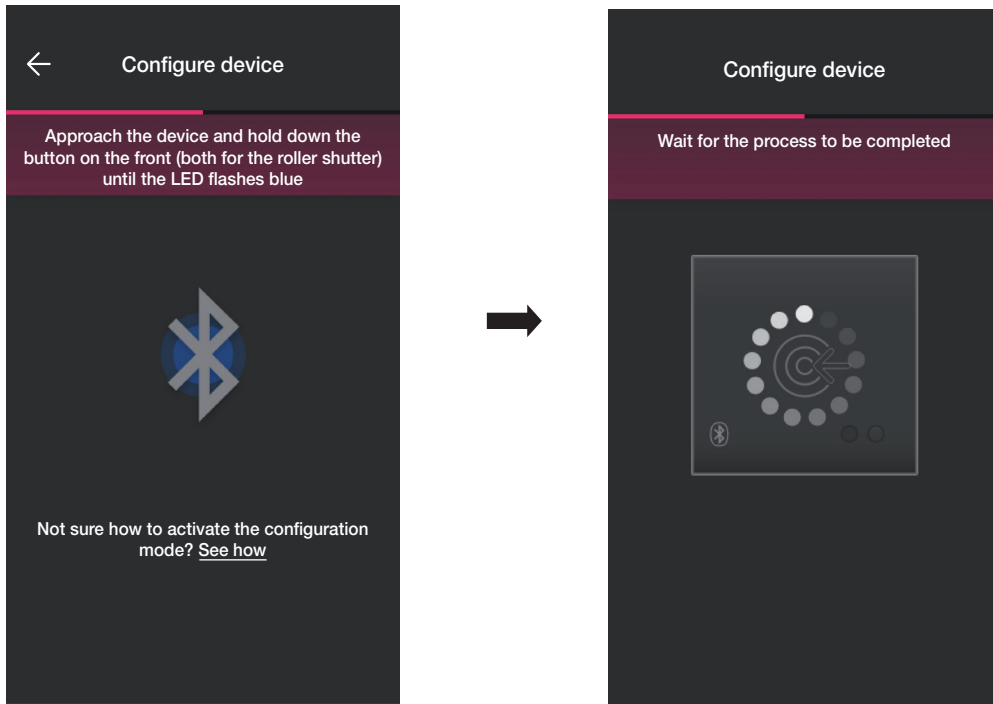 Configure device
Approach the device and hold down the
button on the front (both for the roller shutter)
until the LED flashes blue
Not sure how to activate the configuration
mode? See how
Configure device
Wait for the process to be completed